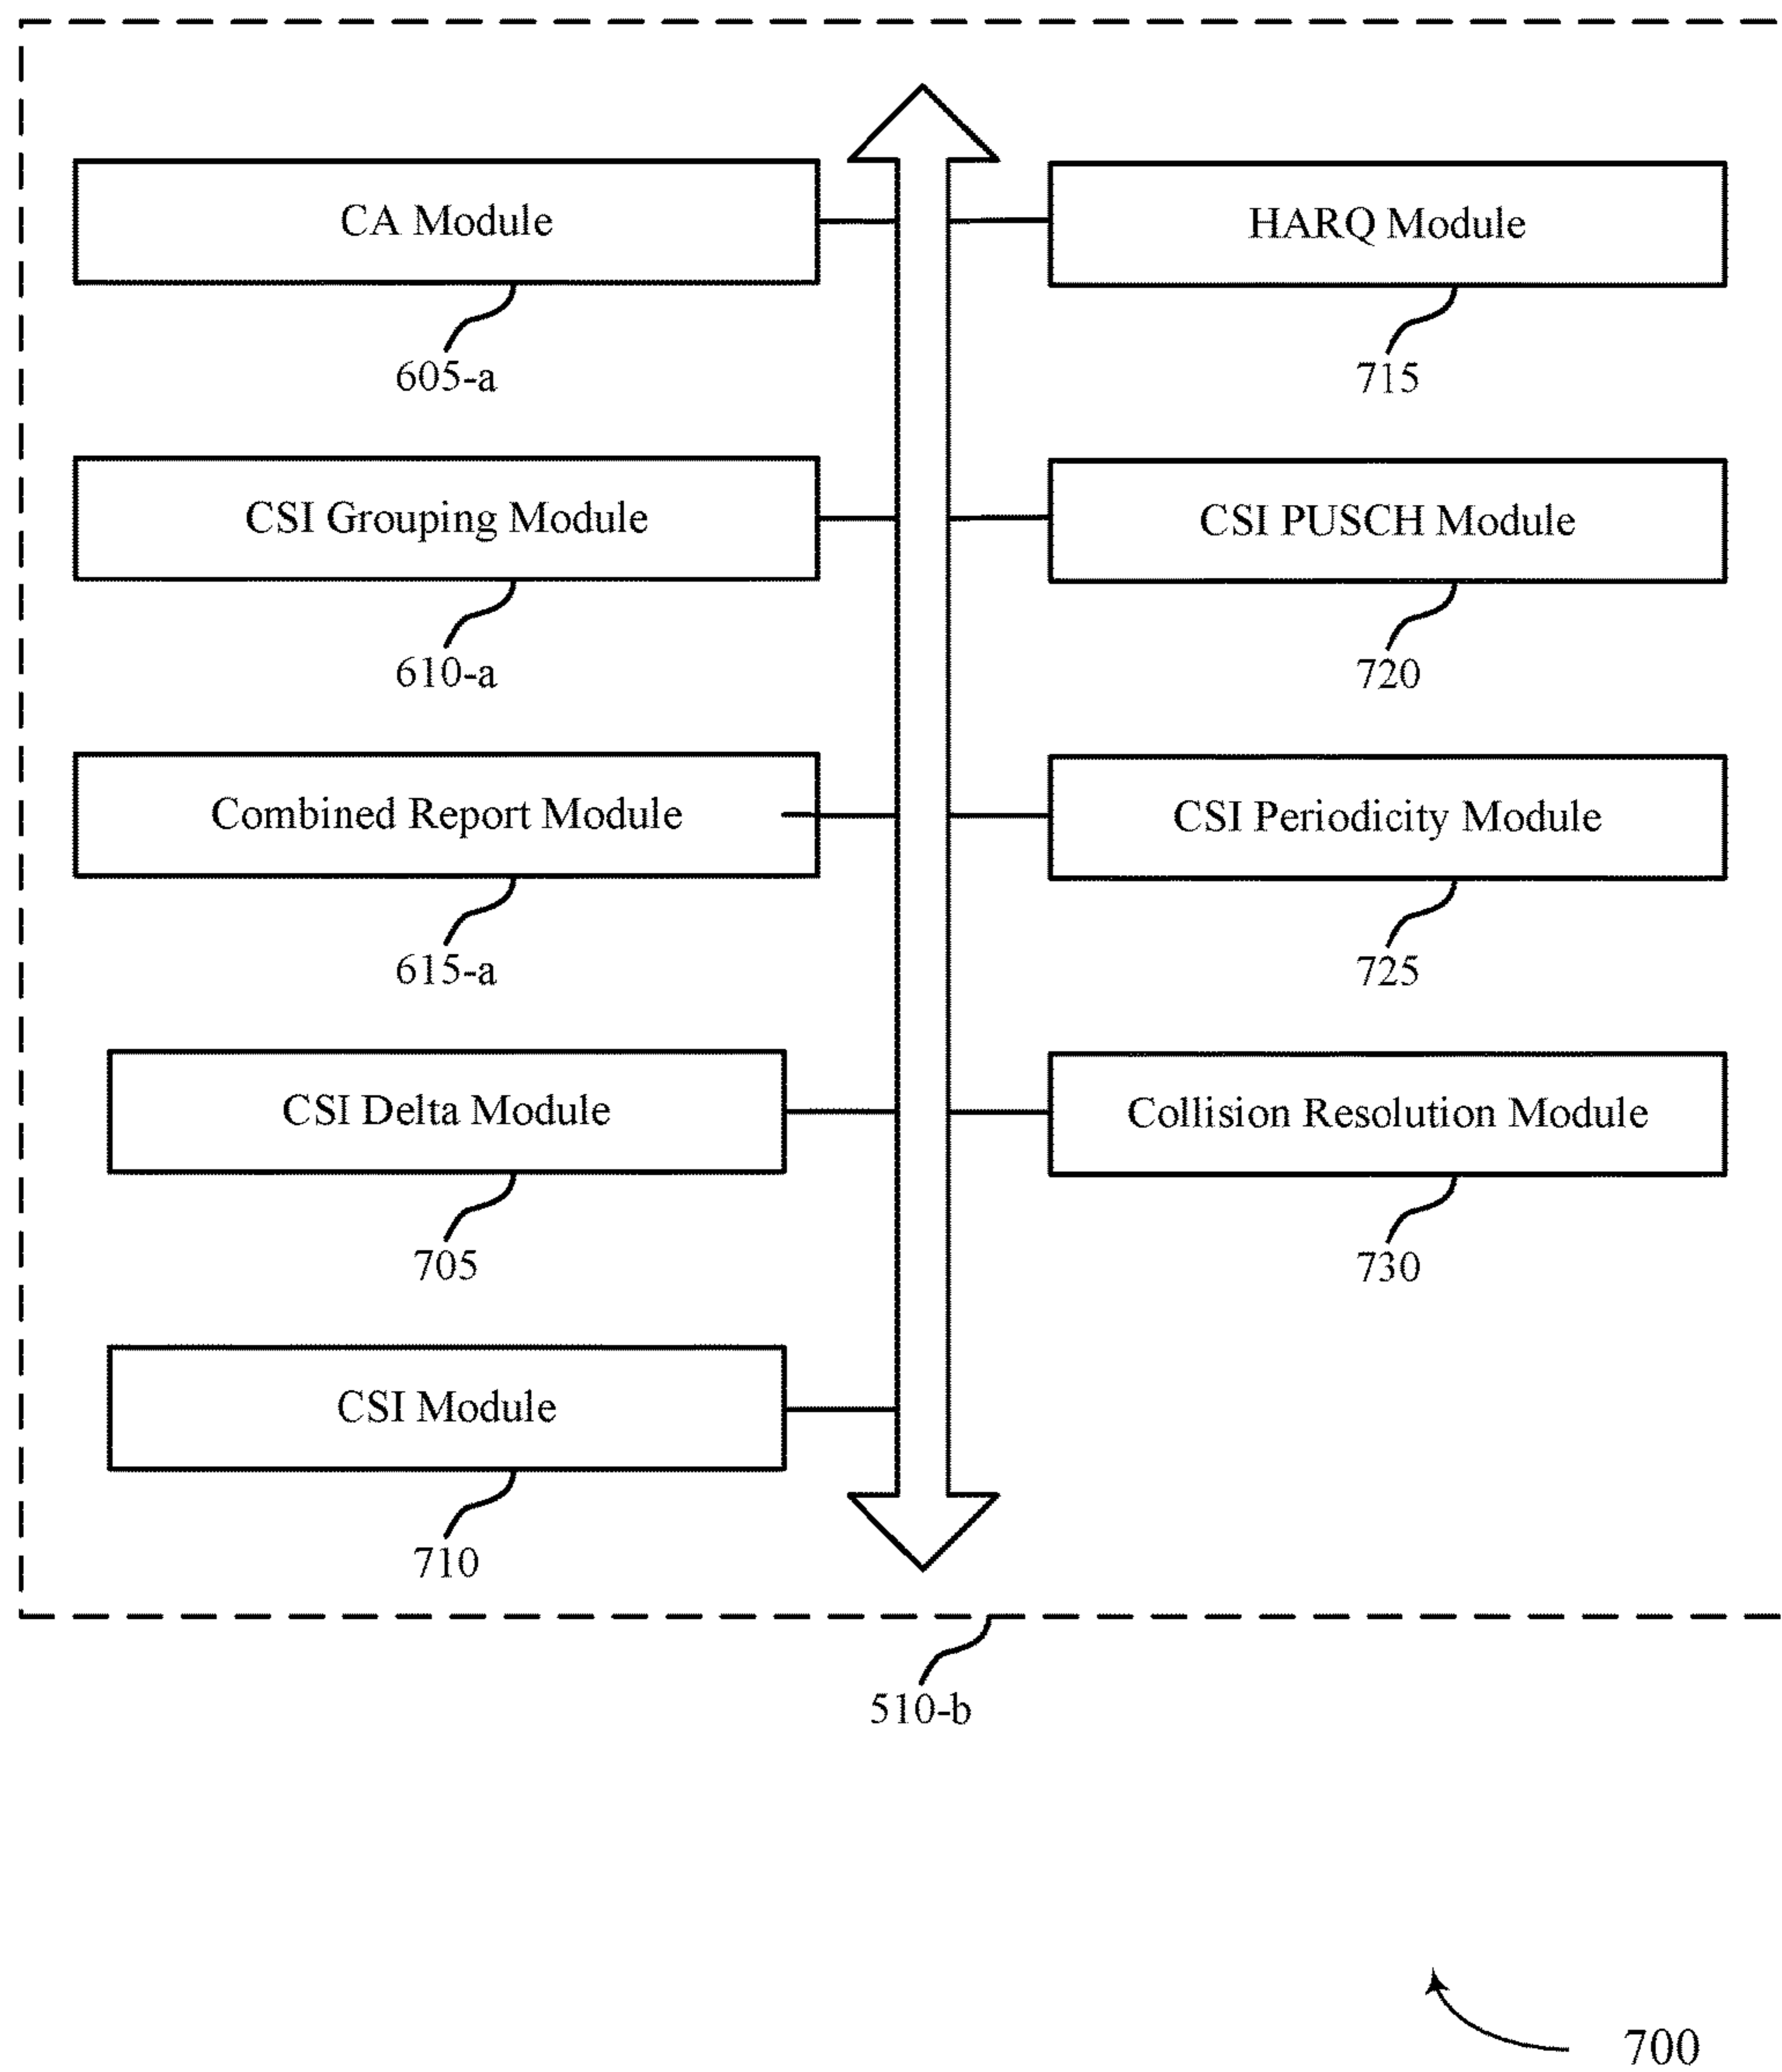 CA Module
605-a
CSI Grouping Module
610-a
Combined Report Module
615-a
CSI Delta Module
705
CSI Module
710
HARQ Module
715
CSI PUSCH Module
720
CSI Periodicity Module
725
Collision Resolution Module
730
510-b
700